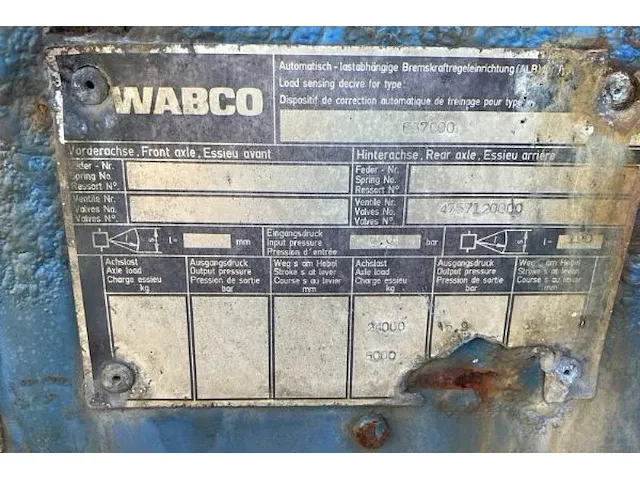 WABCO
Automatisch-lastabhängige Bremskraftregeleinrichtung (ALB)
Load sensing decive for type:
Dispositif de correction automatique de freinage pour type
Vorderachse, Front axle, Essieu avant
Hinterachse, Rear axle, Essieu arrière
Feder-Nr.
Spring No.
Ressort N°.
Feder-Nr.
Spring No.
Ressort N°.
Ventile Nr.
Valves No.
Valves N°.
Ventile Nr.
Valves No.
Valves N°.
4757120000
l= mm
Eingangsdruck
Input pressure
Pression d'entrée
bar
l=
Achslast
Axle load
Charge essieu
kg
Ausgangsdruck
Output pressure
Pression de sortie
bar
Weg s am Hebel
Stroke s at lever
Course s au levier
mm
Achslast
Axle load
Charge essieu
kg
Ausgangsdruck
Output pressure
Pression de sortie
bar
Weg s am Hebel
Stroke s at lever
Course s au levier
mm
24000